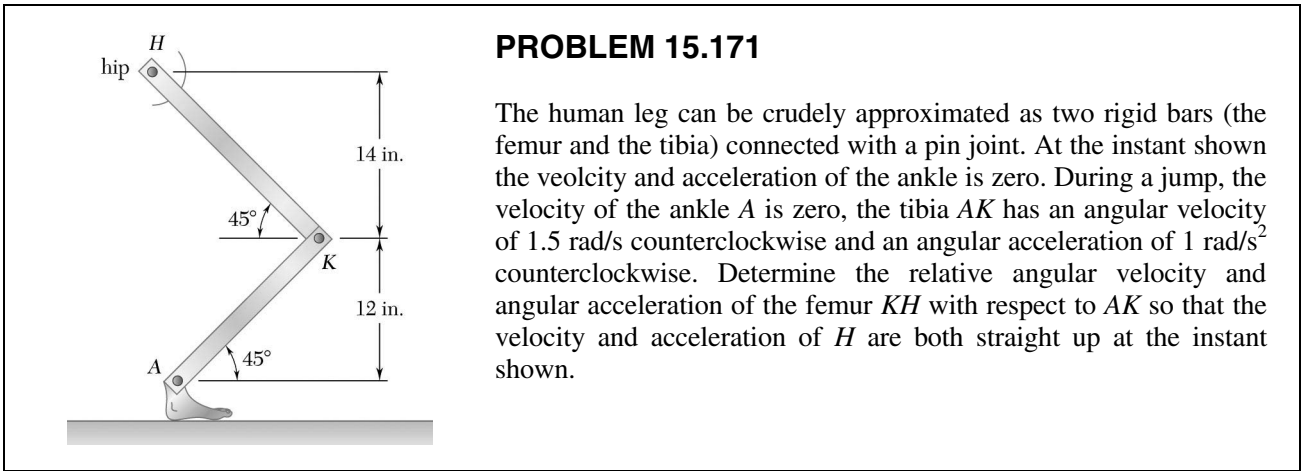 H
hip
14 in.
45°
K
12 in.
A
45°
PROBLEM 15.171
The human leg can be crudely approximated as two rigid bars (the
femur and the tibia) connected with a pin joint. At the instant shown
the veolcity and acceleration of the ankle is zero. During a jump, the
velocity of the ankle A is zero, the tibia AK has an angular velocity
of 1.5 rad/s counterclockwise and an angular acceleration of 1 rad/s²
counterclockwise. Determine the relative angular velocity and
angular acceleration of the femur KH with respect to AK so that the
velocity and acceleration of H are both straight up at the instant
shown.